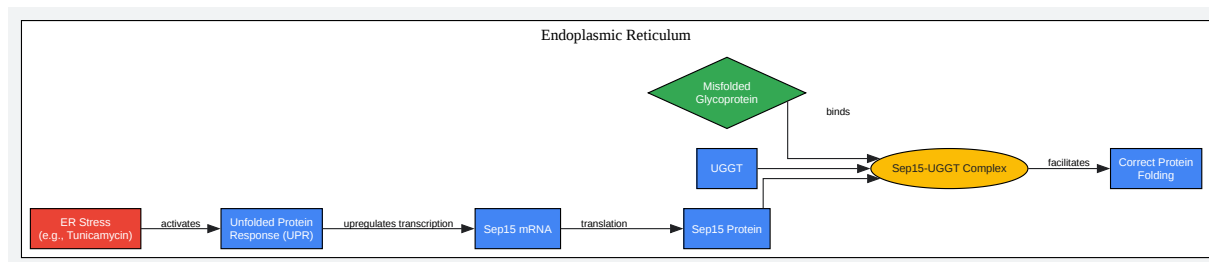 Endoplasmic Reticulum
Misfolded
Glycoprotein
binds
UGGT
Sep15-UGGT Complex
facilitates
Correct Protein
Folding
ER Stress
(e.g., Tunicamycin)
activates
Unfolded Protein
Response (UPR)
upregulates transcription
Sep15 mRNA
translation
Sep15 Protein